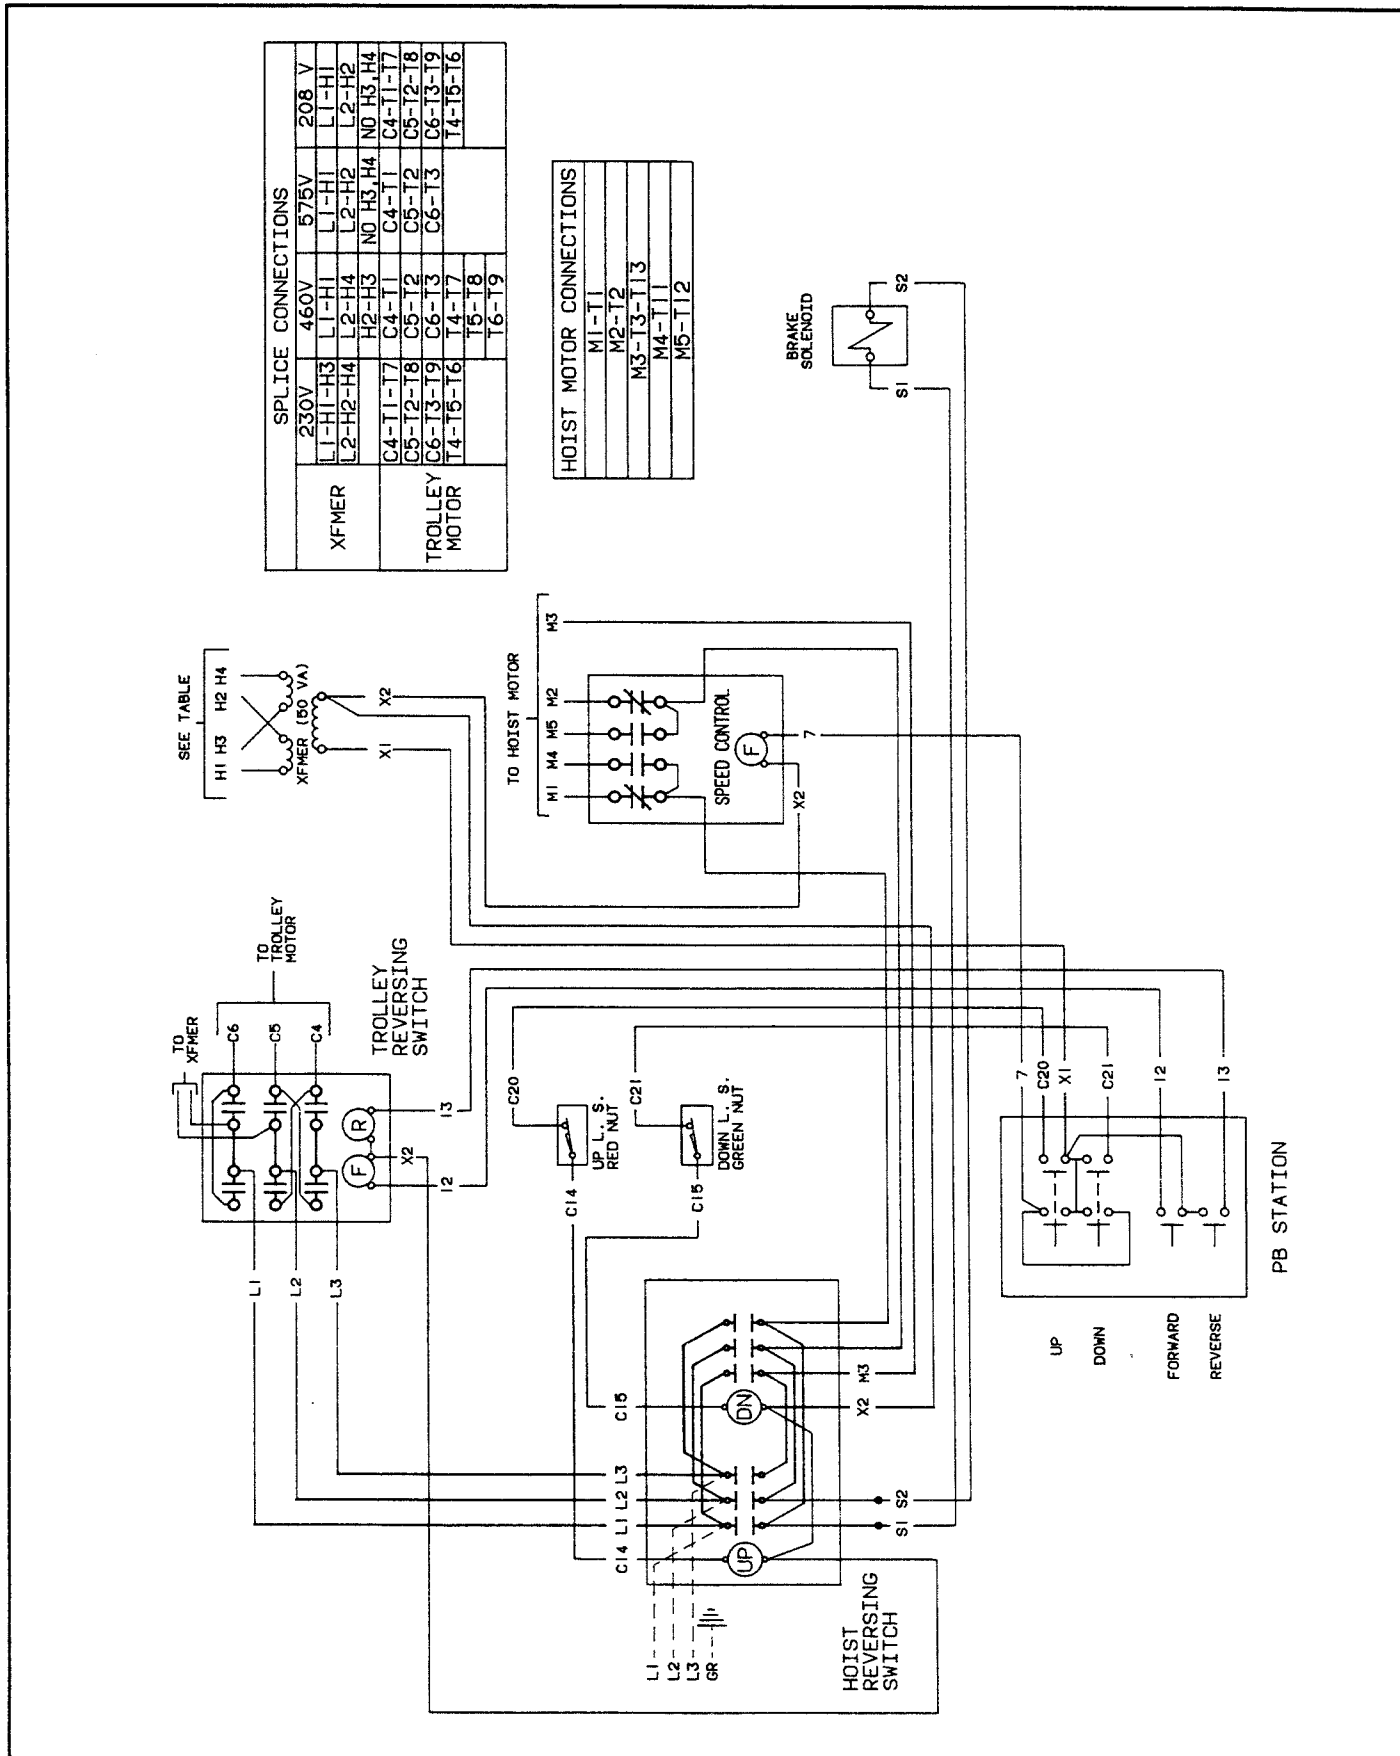 SPLICE CONNECTIONS
230V 460V 575V 208 V
XFMER
L1-H1-H3 L1-H1 L1-H1 L1-H1
L2-H2-H4 L2-H4 L2-H2 L2-H2
H2-H3 NO H3,H4 NO H3,H4
TROLLEY
MOTOR
C4-T1-T7 C4-T1 C4-T1 C4-T1-T7
C5-T2-T8 C5-T2 C5-T2 C5-T2-T8
C6-T3-T9 C6-T3 C6-T3 C6-T3-T9
T4-T5-T6 T4-T7 T4-T5-T6
T5-T8
T6-T9
HOIST MOTOR CONNECTIONS
M1-T1
M2-T2
M3-T3-T13
M4-T11
M5-T12
BRAKE
SOLENOID
S1
S2
SEE TABLE
H1 H3 H2 H4
XFMER (50 VA)
X1
X2
TO HOIST MOTOR
M1 M4 M5 M2 M3
SPEED CONTROL
F
X2
7
TO
XFMER
TO
TROLLEY
MOTOR
C6
C5
C4
TROLLEY
REVERSING
SWITCH
F
R
12
X2
13
L1
L2
L3
C14
C20
UP L. S.
RED NUT
C15
C21
DOWN L. S.
GREEN NUT
L1
L2
L3
GR
C14 L1 L2 L3 C15
UP
DN
S1
S2
X2
M3
HOIST
REVERSING
SWITCH
7
C20
X1
C21
12
13
UP
DOWN
FORWARD
REVERSE
PB STATION